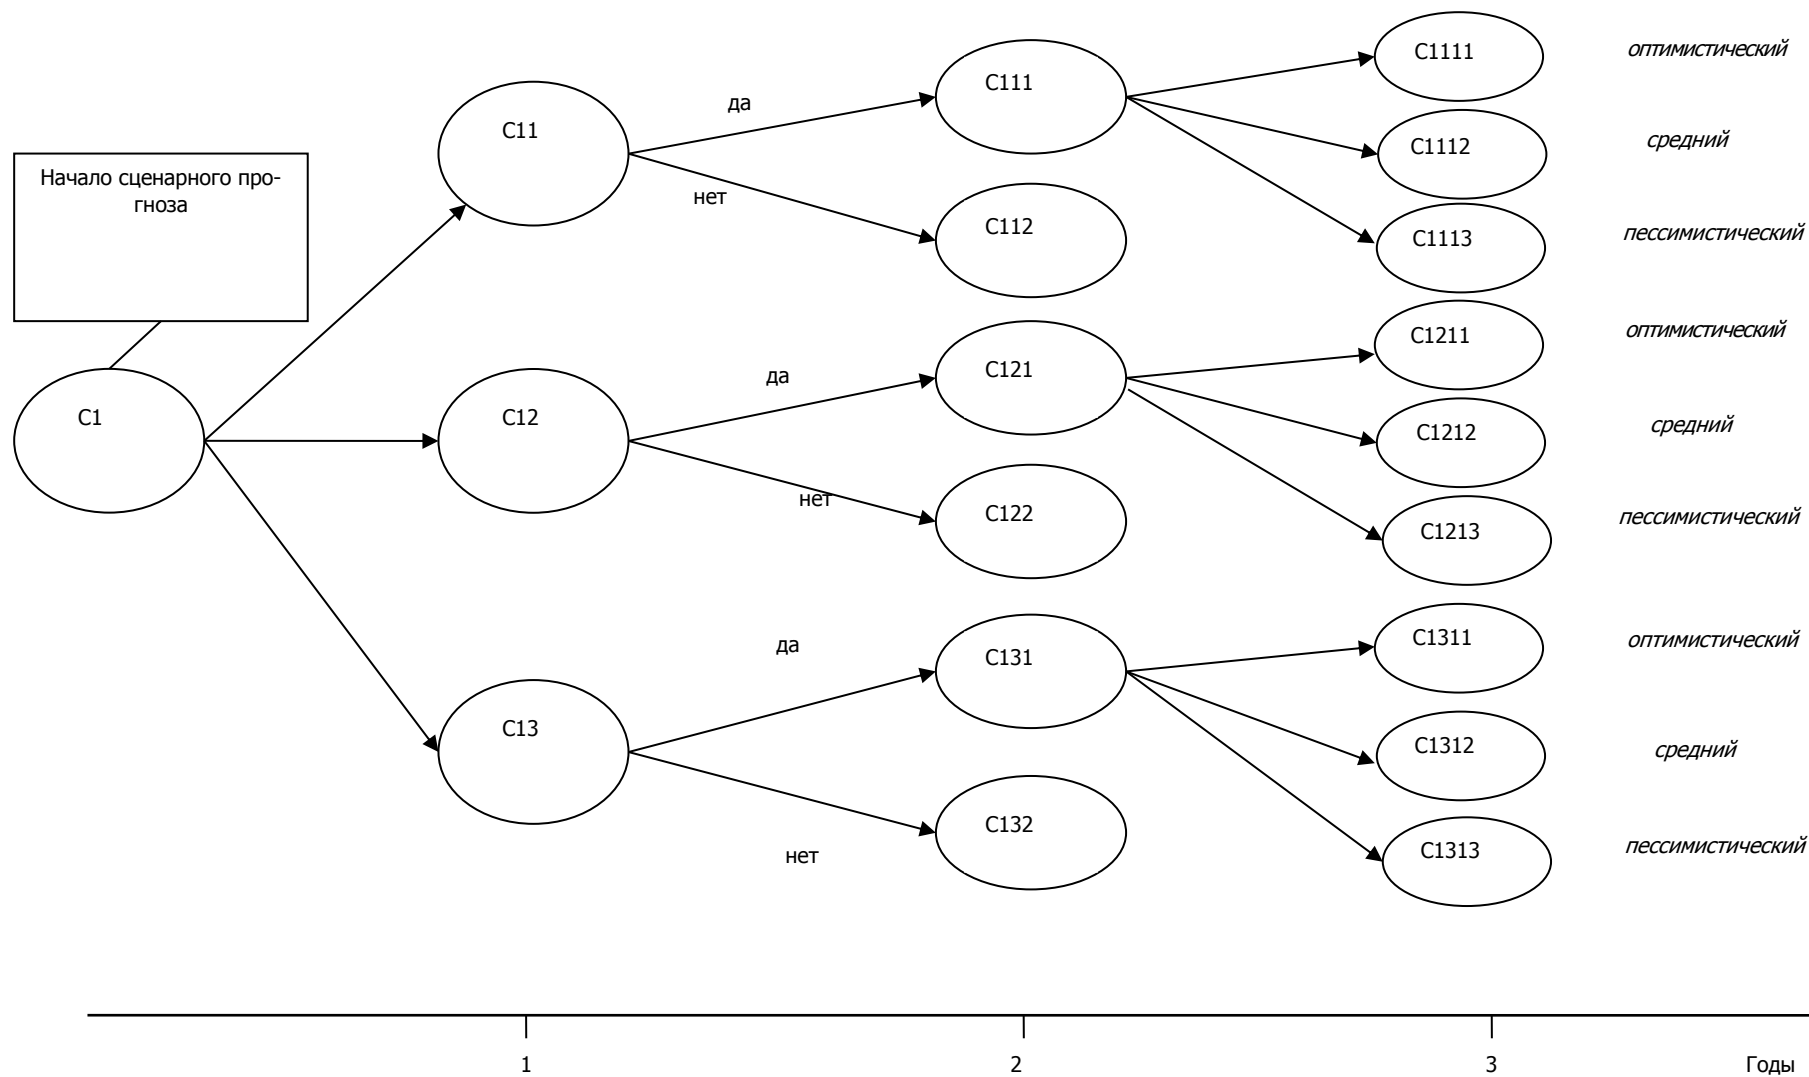 C1111
оптимистический
C111
да
C11
C1112
средний
Начало сценарного про-
гноза
нет
C112
C1113
пессимистический
C1211
оптимистический
C121
да
C1
C12
C1212
средний
нет
C122
C1213
пессимистический
C1311
оптимистический
да
C131
C13
C1312
средний
C132
нет
C1313
пессимистический
1
2
3
Годы